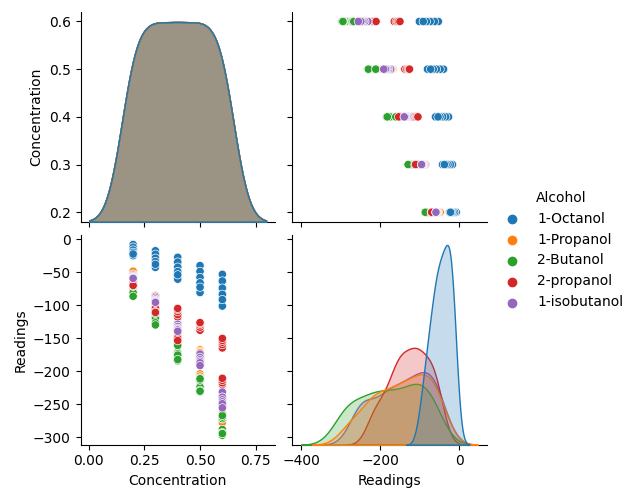 0.6
0.5
0.4
0.3
0.2
Concentration
Alcohol
1-Octanol
1-Propanol
2-Butanol
2-propanol
1-isobutanol
0
−50
−100
−150
−200
−250
−300
Readings
0.00 0.25 0.50 0.75
Concentration
−400 −200 0
Readings